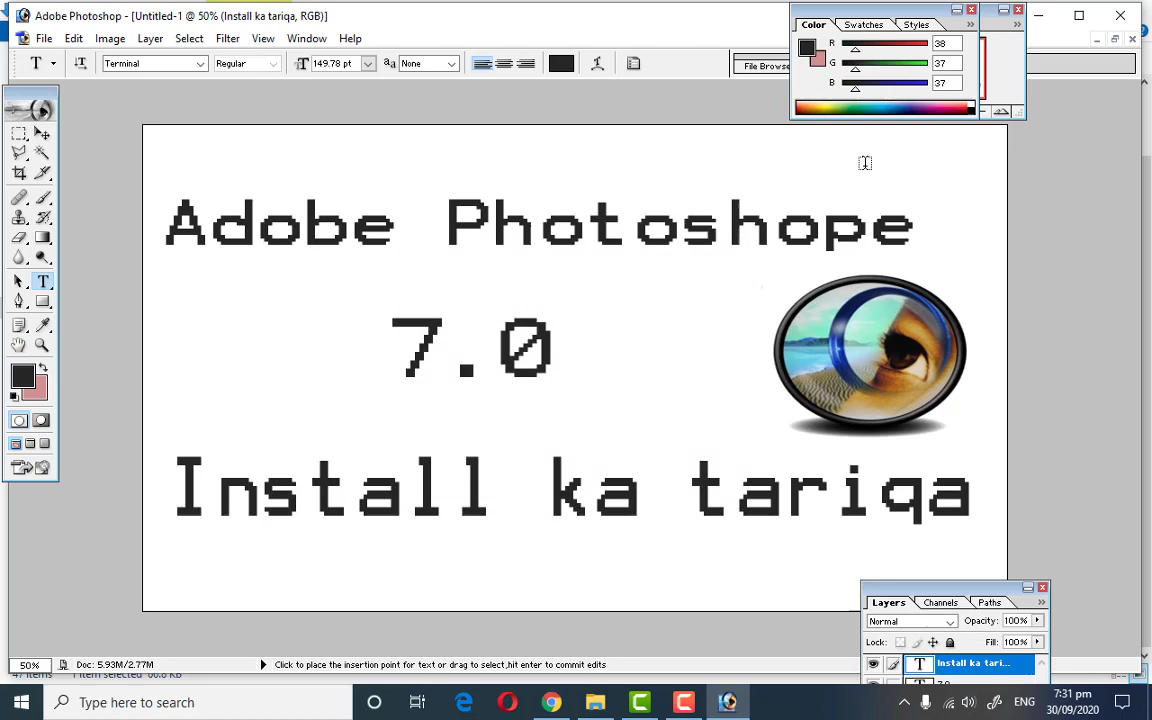 Adobe Photoshop - [Untitled-1 @ 50% (Install ka tariqa, RGB)]
File Edit Image Layer Select Filter View Window Help
T Terminal Regular 149.78 pt aa None File Browse
Color Swatches Styles
R 38
G 37
B 37
Adobe Photoshope
7.0
Install ka tariqa
Layers Channels Paths
Normal Opacity: 100%
Lock: Fill: 100%
T Install ka tari...
50% Doc: 5.93M/2.77M Click to place the insertion point for text or drag to select,hit enter to commit edits
Type here to search
ENG 7:31 pm
30/09/2020